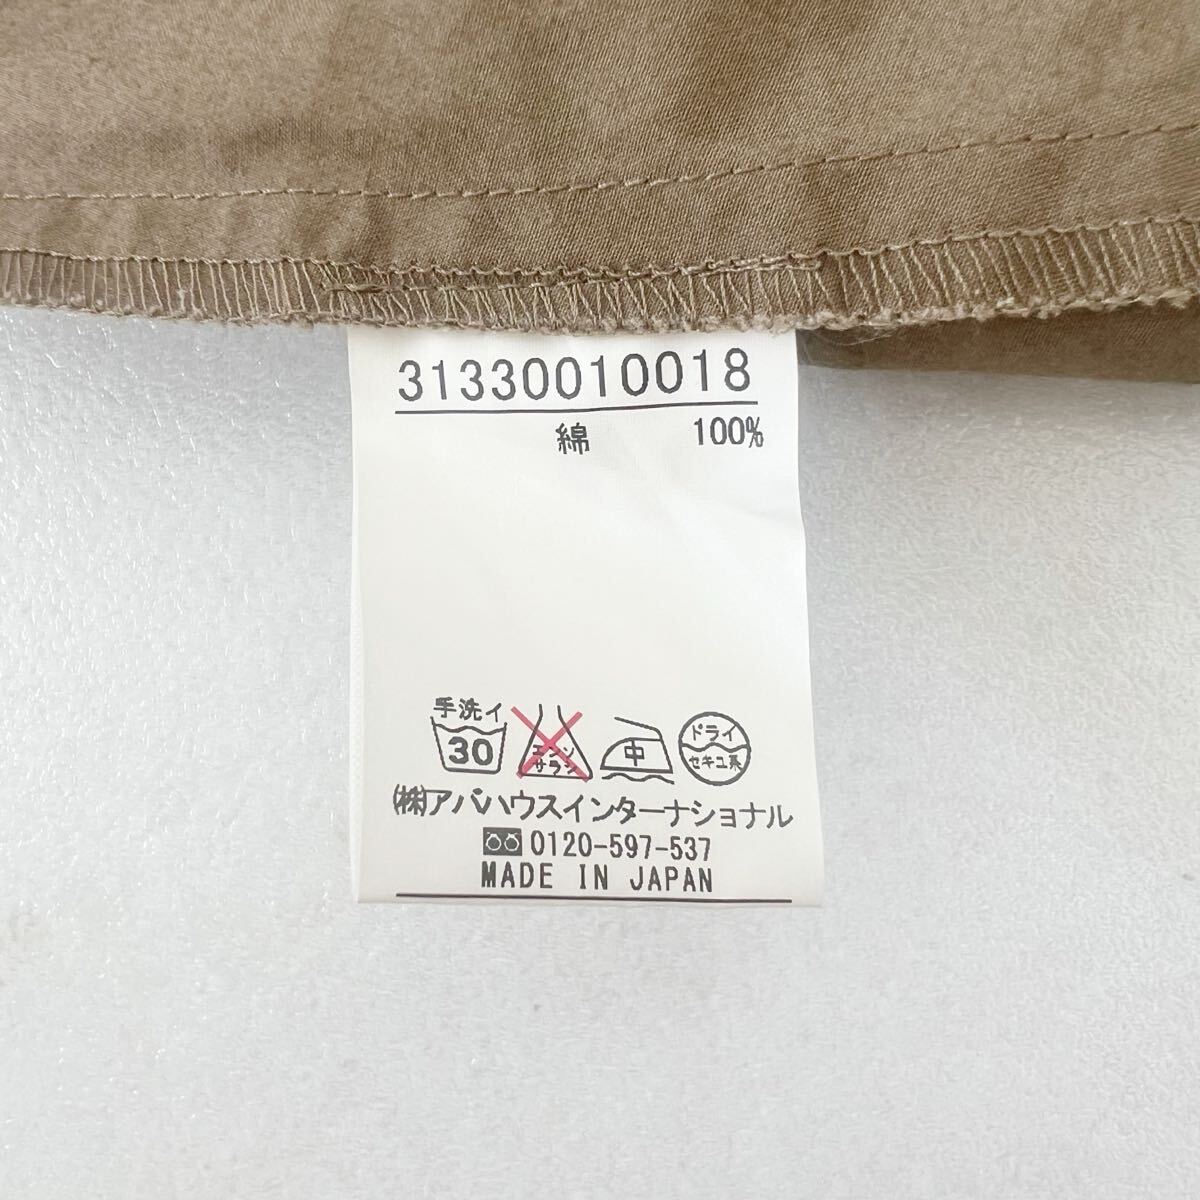 31330010018
綿 100%
手洗イ
30
エンソ
サラシ
中
ドライ
セキユ系
(株)アバハウスインターナショナル
0120-597-537
MADE IN JAPAN